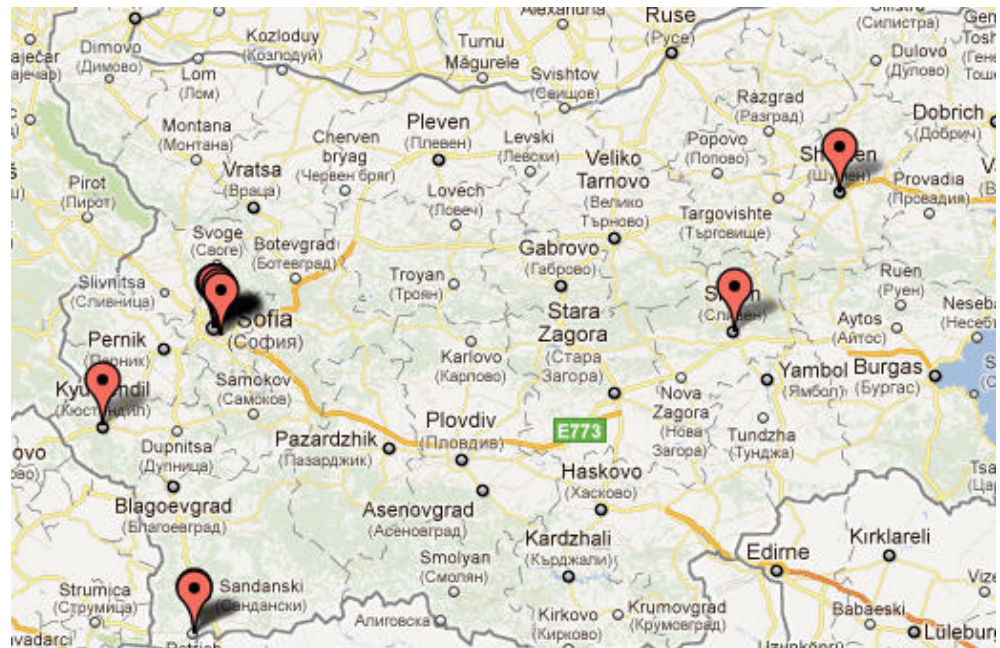 Alexandria
Ruse
(Русе)
Силистра)
Dimovo
(Димово)
Kozloduy
(Козлодуй)
Turnu
Măgurele
Dulovo
(Дулово)
Lom
(Лом)
Svishtov
(Свищов)
Razgrad
(Разград)
Dobrich
(Добрич)
Montana
(Монтана)
Cherven
bryag
(Червен бряг)
Pleven
(Плевен)
Levski
(Левски)
Popovo
(Попово)
Vratsa
(Враца)
Veliko
Tarnovo
(Велико
Търново)
Provadia
(Провадия)
Pirot
(Пирот)
Lovech
(Ловеч)
Targovishte
(Търговище)
Svoge
(Своге)
Botevgrad
(Ботевград)
Gabrovo
(Габрово)
Slivnitsa
(Сливница)
Troyan
(Троян)
Ruen
(Руен)
Sofia
(София)
Stara
Zagora
(Стара
Загора)
Aytos
(Айтос)
Pernik
Karlovo
(Карлово)
Samokov
(Самоков)
Yambol
(Ямбол)
Burgas
(Бургас)
Nova
Zagora
(Нова
Загора)
Plovdiv
(Пловдив)
E773
Dupnitsa
(Дупница)
Pazardzhik
(Пазарджик)
Tundzha
(Тунджа)
Haskovo
(Хасково)
Blagoevgrad
(Благоевград)
Asenovgrad
(Асеновград)
Kardzhali
(Кърджали)
Edirne
Kırklareli
Smolyan
(Смолян)
Strumica
(Струмица)
Sandanski
(Сандански)
Алиговска
Kirkovo
(Кирково)
Krumovgrad
(Крумовград)
Babaeski